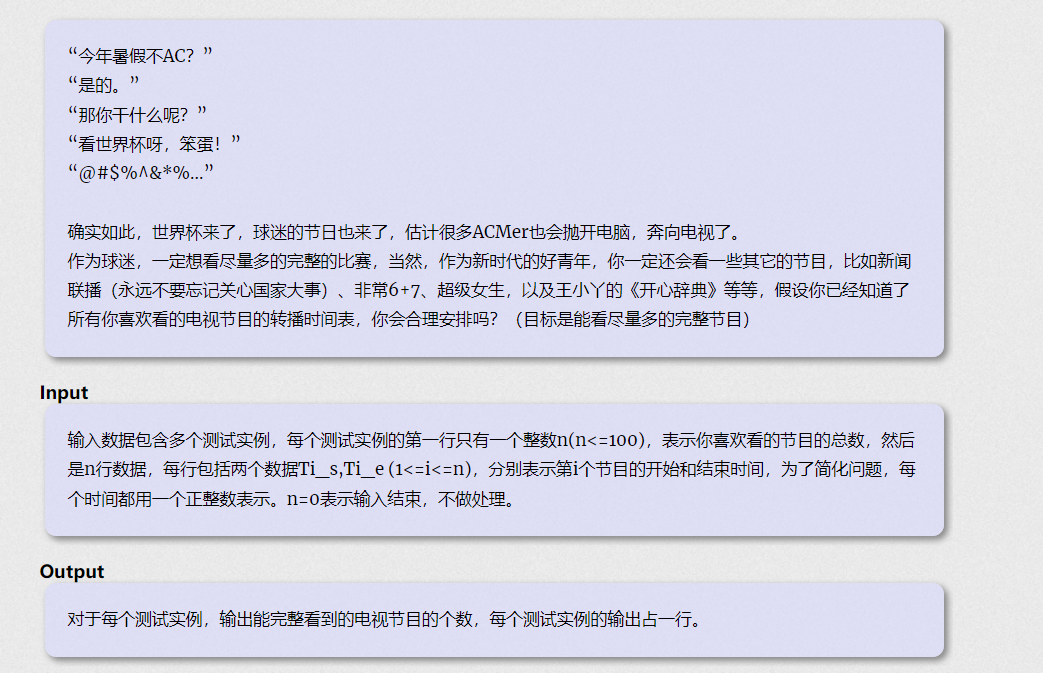 “今年暑假不AC？”
“是的。”
“那你干什么呢？”
“看世界杯呀，笨蛋！”
“@#$%^&*%...”
确实如此，世界杯来了，球迷的节日也来了，估计很多ACMer也会抛开电脑，奔向电视了。
作为球迷，一定想看尽量多的完整的比赛，当然，作为新时代的好青年，你一定还会看一些其它的节目，比如新闻
联播（永远不要忘记关心国家大事）、非常6+7、超级女生，以及王小丫的《开心辞典》等等，假设你已经知道了
所有你喜欢看的电视节目的转播时间表，你会合理安排吗？（目标是能看尽量多的完整节目）
Input
输入数据包含多个测试实例，每个测试实例的第一行只有一个整数n(n<=100)，表示你喜欢看的节目的总数，然后
是n行数据，每行包括两个数据Ti_s,Ti_e (1<=i<=n)，分别表示第i个节目的开始和结束时间，为了简化问题，每
个时间都用一个正整数表示。n=0表示输入结束，不做处理。
Output
对于每个测试实例，输出能完整看到的电视节目的个数，每个测试实例的输出占一行。